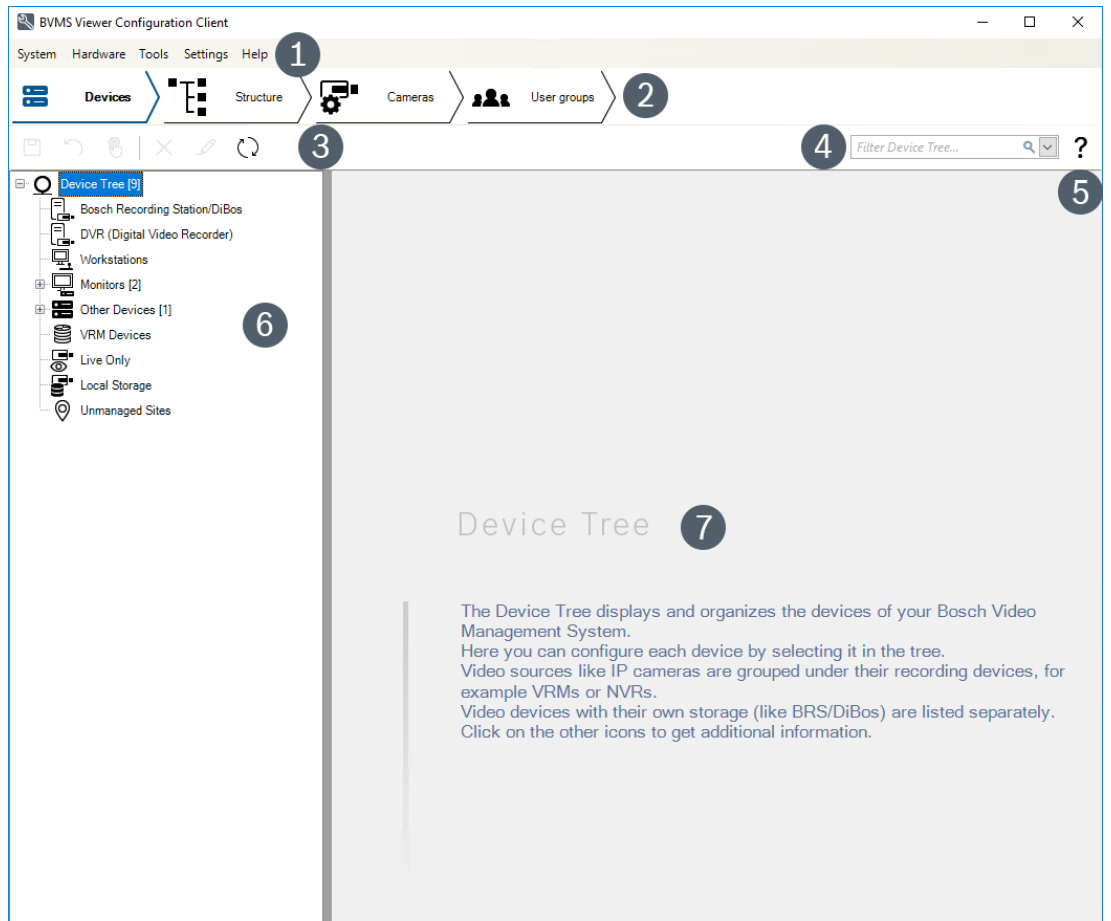 BVMS Viewer Configuration Client
System Hardware Tools Settings Help 1
Devices Structure Cameras User groups 2
3 4 Filter Device Tree... ?
5
Device Tree [9]
Bosch Recording Station/DiBos
DVR (Digital Video Recorder)
Workstations
Monitors [2]
Other Devices [1]
6
VRM Devices
Live Only
Local Storage
Unmanaged Sites
Device Tree 7
The Device Tree displays and organizes the devices of your Bosch Video
Management System.
Here you can configure each device by selecting it in the tree.
Video sources like IP cameras are grouped under their recording devices, for
example VRMs or NVRs.
Video devices with their own storage (like BRS/DiBos) are listed separately.
Click on the other icons to get additional information.